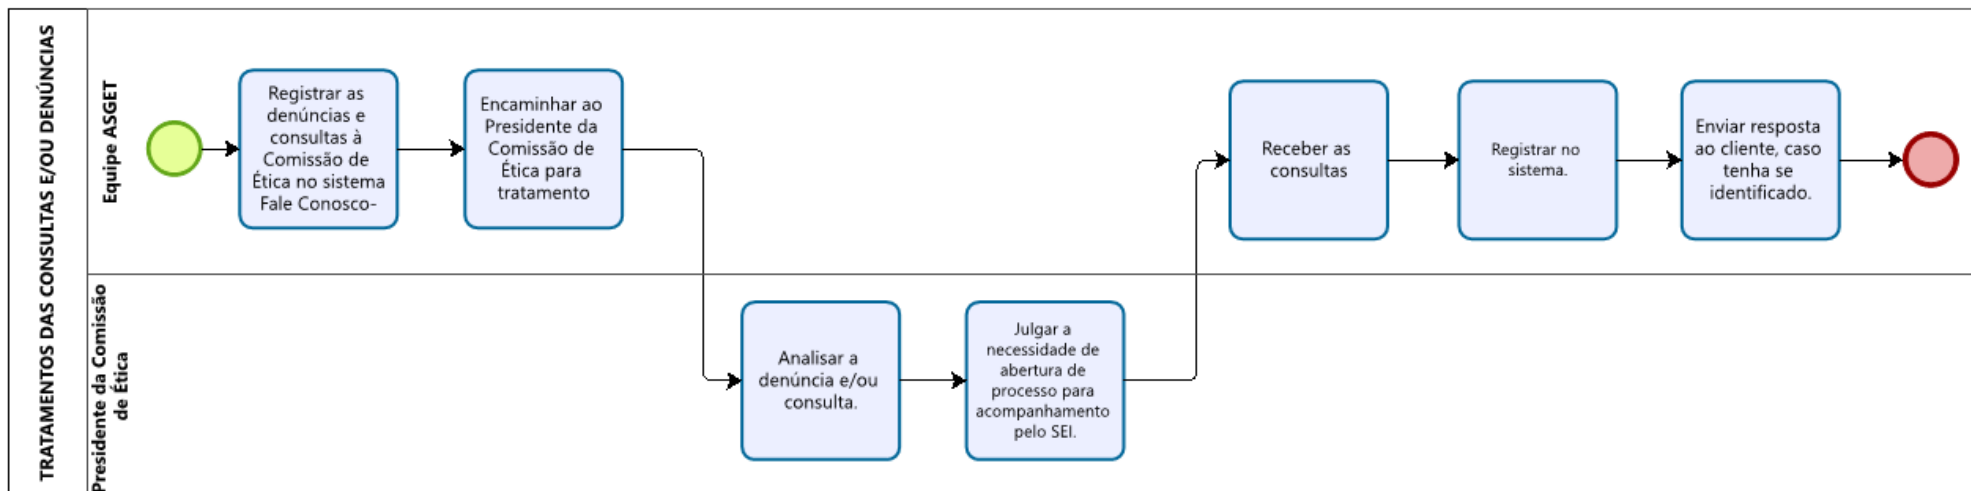 TRATAMENTOS DAS CONSULTAS E/OU DENÚNCIAS
Equipe ASGET
Registrar as
denúncias e
consultas à
Comissão de
Ética no sistema
Fale Conosco-
Encaminhar ao
Presidente da
Comissão de
Ética para
tratamento
Receber as
consultas
Registrar no
sistema.
Enviar resposta
ao cliente, caso
tenha se
identificado.
Presidente da Comissão
de Ética
Analisar a
denúncia e/ou
consulta.
Julgar a
necessidade de
abertura de
processo para
acompanhamento
pelo SEI.